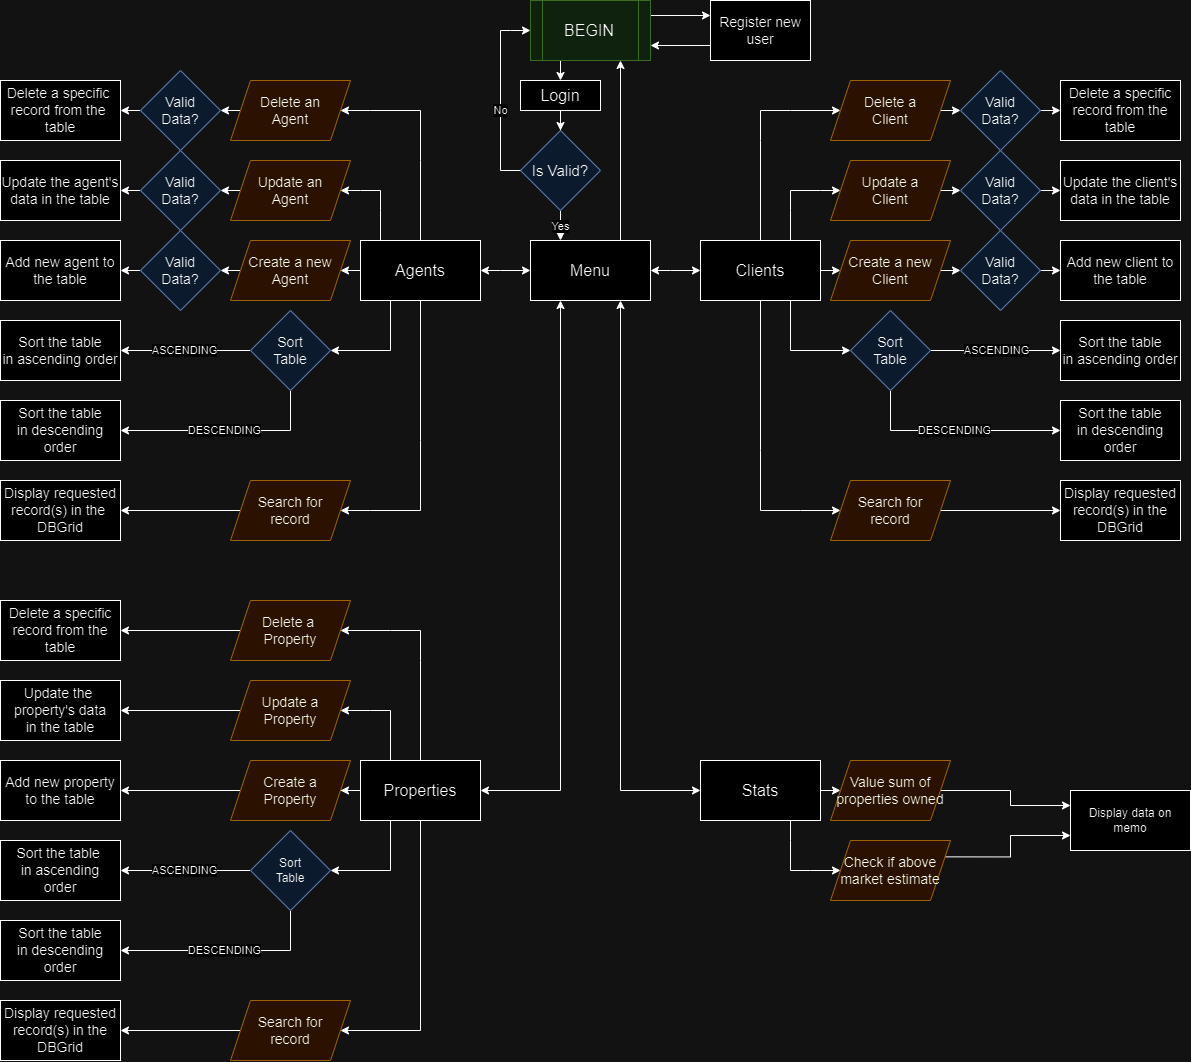 BEGIN
Register new
user
Login
No
Is Valid?
Yes
Menu
Delete a specific
record from the
table
Valid
Data?
Delete an
Agent
Update the agent's
data in the table
Valid
Data?
Update an
Agent
Add new agent to
the table
Valid
Data?
Create a new
Agent
Agents
Sort the table
in ascending order
ASCENDING
Sort
Table
Sort the table
in descending
order
DESCENDING
Display requested
record(s) in the
DBGrid
Search for
record
Delete a
Client
Valid
Data?
Delete a specific
record from the
table
Update a
Client
Valid
Data?
Update the client's
data in the table
Clients
Create a new
Client
Valid
Data?
Add new client to
the table
Sort
Table
ASCENDING
Sort the table
in ascending order
DESCENDING
Sort the table
in descending
order
Search for
record
Display requested
record(s) in the
DBGrid
Delete a specific
record from the
table
Delete a
Property
Update the
property's data
in the table
Update a
Property
Add new property
to the table
Create a
Property
Properties
Sort the table
in ascending
order
ASCENDING
Sort
Table
Sort the table
in descending
order
DESCENDING
Display requested
record(s) in the
DBGrid
Search for
record
Stats
Value sum of
properties owned
Check if above
market estimate
Display data on
memo